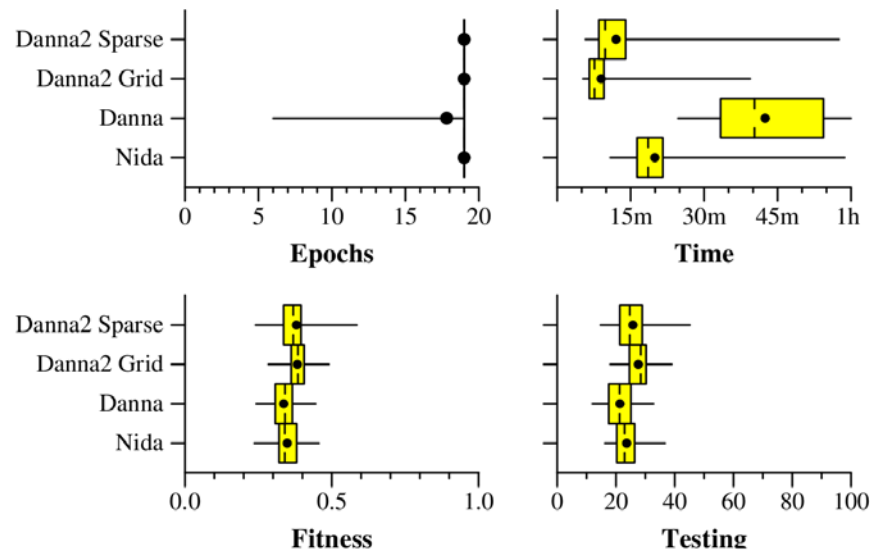 Danna2 Sparse
Danna2 Grid
Danna
Nida
0 5 10 15 20
Epochs
15m 30m 45m 1h
Time
Danna2 Sparse
Danna2 Grid
Danna
Nida
0.0 0.5 1.0
Fitness
0 20 40 60 80 100
Testing